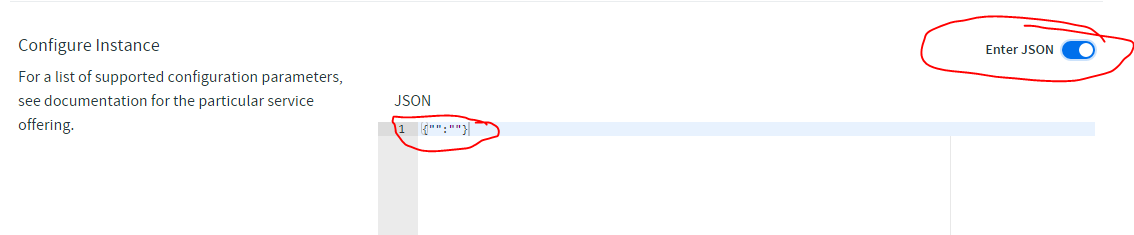 Configure Instance
Enter JSON
For a list of supported configuration parameters,
see documentation for the particular service
offering.
JSON
1 {"":""}